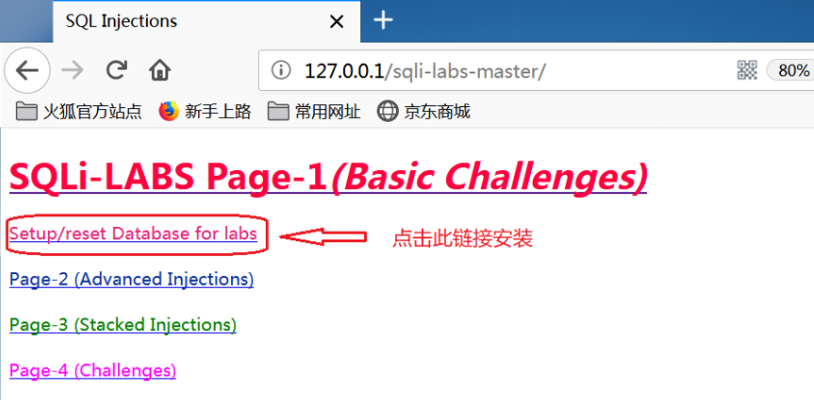 SQL Injections
127.0.0.1/sqli-labs-master/
80%
火狐官方站点 新手上路 常用网址 京东商城
SQLi-LABS Page-1(Basic Challenges)
Setup/reset Database for labs
点击此链接安装
Page-2 (Advanced Injections)
Page-3 (Stacked Injections)
Page-4 (Challenges)